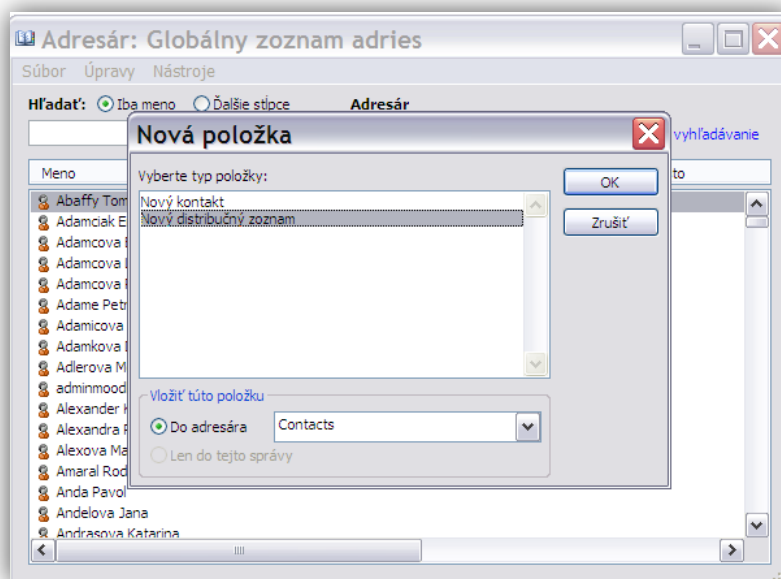 Adresár: Globálny zoznam adries
Súbor Úpravy Nástroje
Hľadať: Iba meno Ďalšie stĺpce Adresár
vyhľadávanie
Meno
Abaffy Tom
Adamciak E
Adamcova
Adamcova
Adamcova
Adame Petr
Adamicova
Adamkova
Adlerova M
adminmood
Alexander
Alexandra
Alexova Ma
Amaral Rod
Anda Pavol
Andelova Jana
Andrasova Katarina
Nová položka
Vyberte typ položky:
Nový kontakt
Nový distribučný zoznam
OK
Zrušiť
Vložiť túto položku
Do adresára Contacts
Len do tejto správy